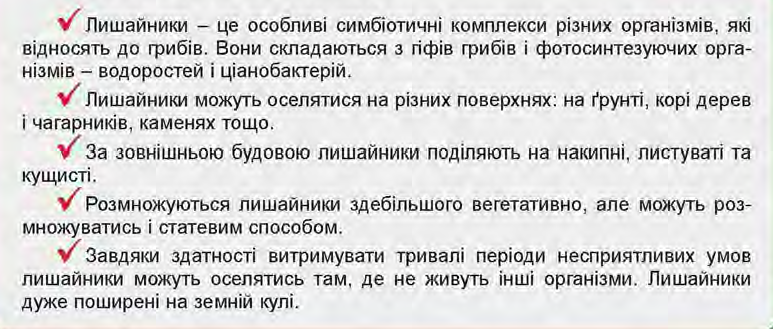 ✓ Лишайники – це особливі симбіотичні комплекси різних організмів, які
відносять до грибів. Вони складаються з гіфів грибів і фотосинтезуючих орга-
нізмів – водоростей і ціанобактерій.
✓ Лишайники можуть оселятися на різних поверхнях: на ґрунті, корі дерев
і чагарників, каменях тощо.
✓ За зовнішньою будовою лишайники поділяють на накипні, листуваті та
кущисті.
✓ Розмножуються лишайники здебільшого вегетативно, але можуть роз-
множуватись і статевим способом.
✓ Завдяки здатності витримувати тривалі періоди несприятливих умов
лишайники можуть оселятись там, де не живуть інші організми. Лишайники
дуже поширені на земній кулі.